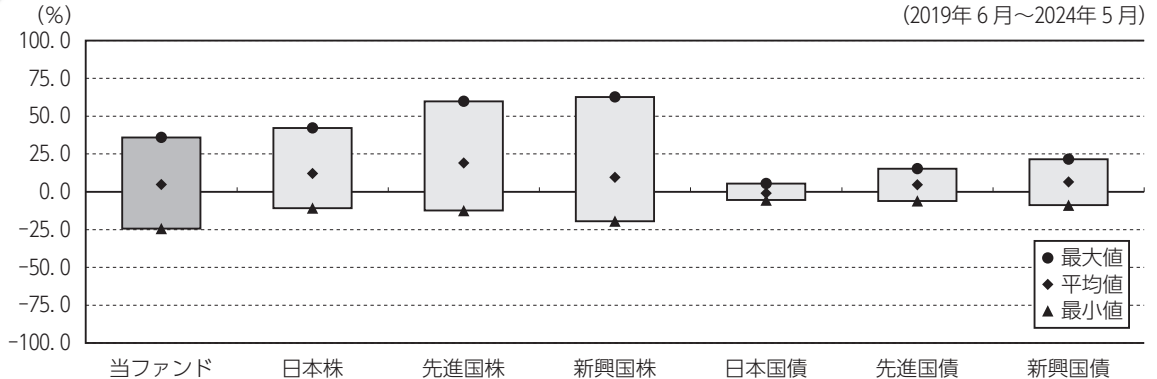 (%)
(2019年6月～2024年5月)
100.0
75.0
50.0
25.0
0.0
-25.0
-50.0
-75.0
-100.0
● 最大値
◆ 平均値
▲ 最小値
当ファンド 日本株 先進国株 新興国株 日本国債 先進国債 新興国債